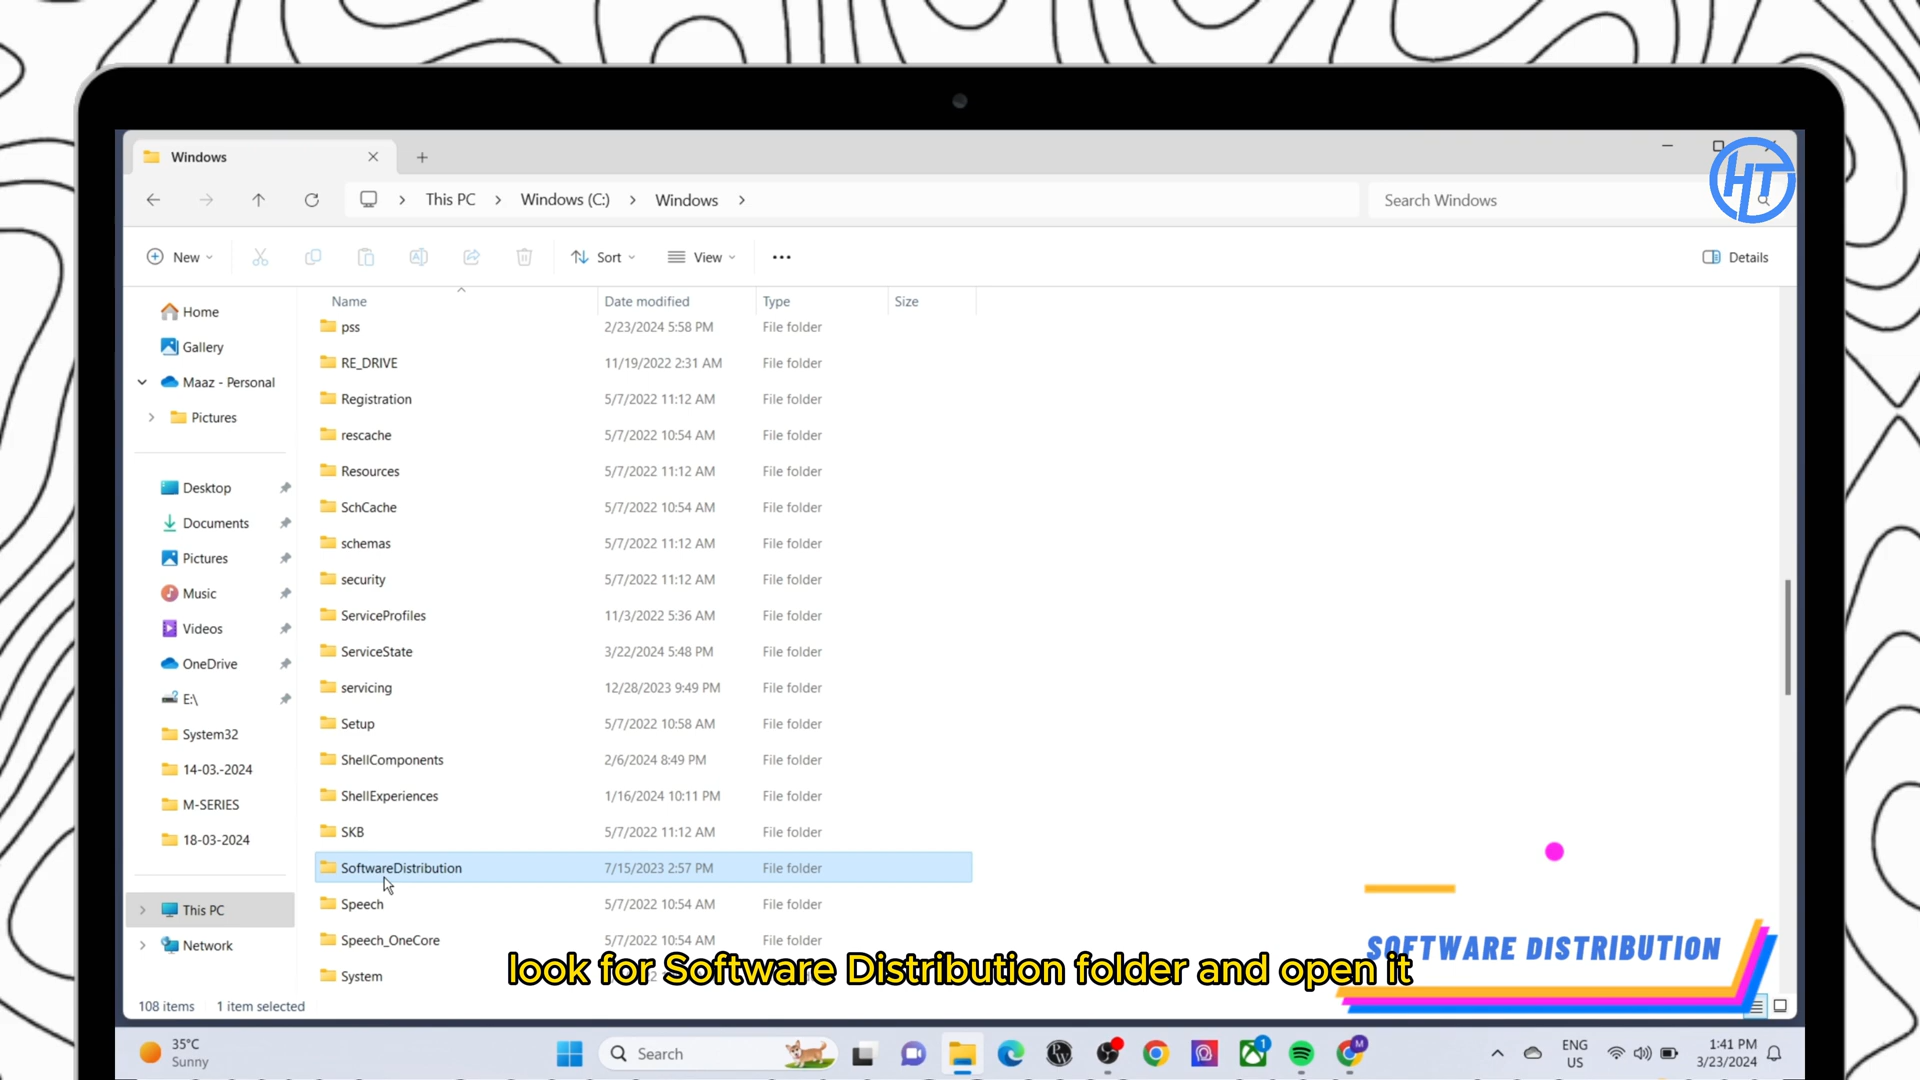 Windows
This PC > Windows (C:) > Windows >
Search Windows
HT
New
Sort
View
Details
Name Date modified Type Size
Home
Gallery
Maaz - Personal
Pictures
Desktop
Documents
Pictures
Music
Videos
OneDrive
E:\
System32
14-03.-2024
M-SERIES
18-03-2024
This PC
Network
pss 2/23/2024 5:58 PM File folder
RE_DRIVE 11/19/2022 2:31 AM File folder
Registration 5/7/2022 11:12 AM File folder
rescache 5/7/2022 10:54 AM File folder
Resources 5/7/2022 11:12 AM File folder
SchCache 5/7/2022 10:54 AM File folder
schemas 5/7/2022 11:12 AM File folder
security 5/7/2022 11:12 AM File folder
ServiceProfiles 11/3/2022 5:36 AM File folder
ServiceState 3/22/2024 5:48 PM File folder
servicing 12/28/2023 9:49 PM File folder
Setup 5/7/2022 10:58 AM File folder
ShellComponents 2/6/2024 8:49 PM File folder
ShellExperiences 1/16/2024 10:11 PM File folder
SKB 5/7/2022 11:12 AM File folder
SoftwareDistribution 7/15/2023 2:57 PM File folder
Speech 5/7/2022 10:54 AM File folder
Speech_OneCore 5/7/2022 10:54 AM File folder
System
look for Software Distribution folder and open it
SOFTWARE DISTRIBUTION
108 items 1 item selected
35°C
Sunny
Search
1
M
ENG
US
1:41 PM
3/23/2024